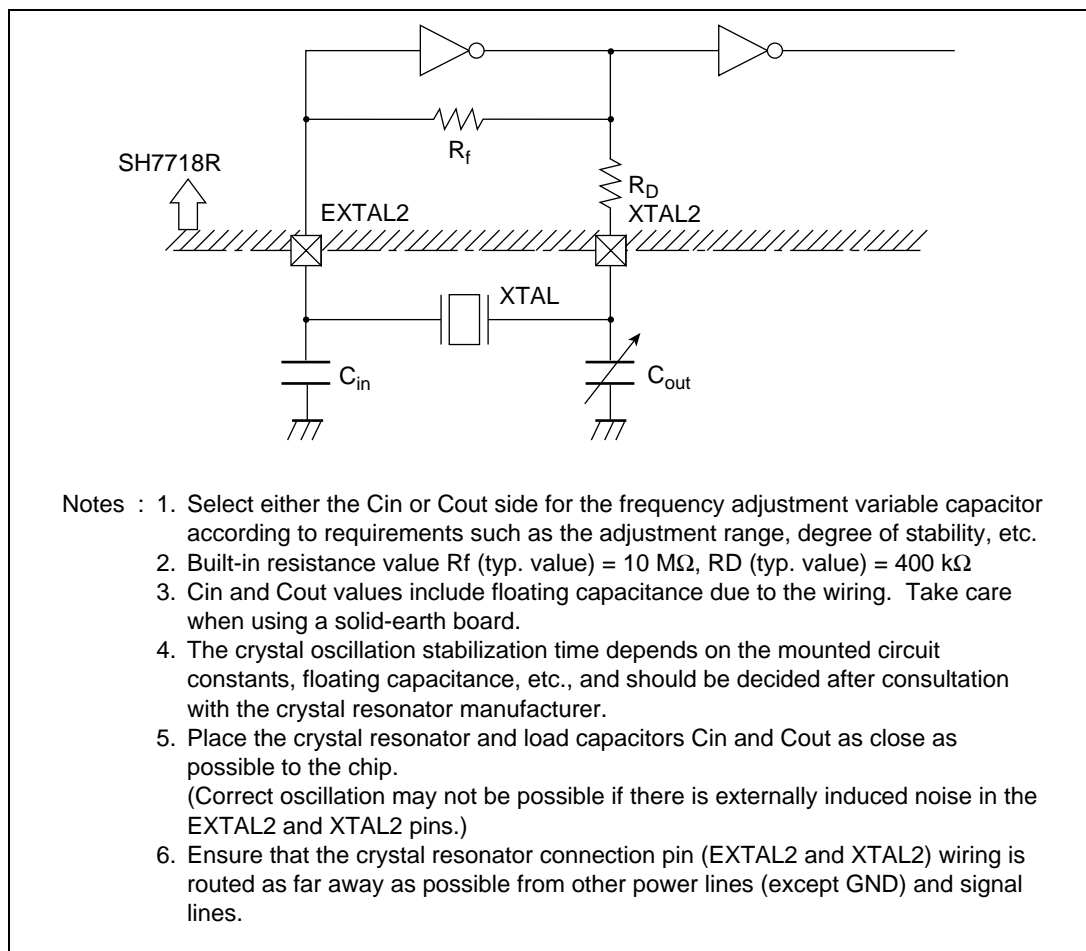 R_f
SH7718R
R_D
EXTAL2
XTAL2
XTAL
C_in
C_out
Notes : 1. Select either the Cin or Cout side for the frequency adjustment variable capacitor
according to requirements such as the adjustment range, degree of stability, etc.
2. Built-in resistance value Rf (typ. value) = 10 MΩ, RD (typ. value) = 400 kΩ
3. Cin and Cout values include floating capacitance due to the wiring. Take care
when using a solid-earth board.
4. The crystal oscillation stabilization time depends on the mounted circuit
constants, floating capacitance, etc., and should be decided after consultation
with the crystal resonator manufacturer.
5. Place the crystal resonator and load capacitors Cin and Cout as close as
possible to the chip.
(Correct oscillation may not be possible if there is externally induced noise in the
EXTAL2 and XTAL2 pins.)
6. Ensure that the crystal resonator connection pin (EXTAL2 and XTAL2) wiring is
routed as far away as possible from other power lines (except GND) and signal
lines.